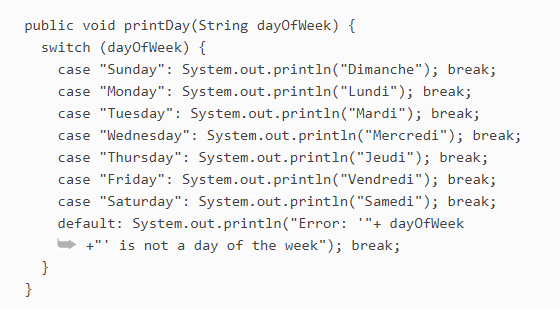 public void printDay(String dayOfWeek) {
  switch (dayOfWeek) {
    case "Sunday": System.out.println("Dimanche"); break;
    case "Monday": System.out.println("Lundi"); break;
    case "Tuesday": System.out.println("Mardi"); break;
    case "Wednesday": System.out.println("Mercredi"); break;
    case "Thursday": System.out.println("Jeudi"); break;
    case "Friday": System.out.println("Vendredi"); break;
    case "Saturday": System.out.println("Samedi"); break;
    default: System.out.println("Error: '"+ dayOfWeek
    ➥ +"' is not a day of the week"); break;
  }
}